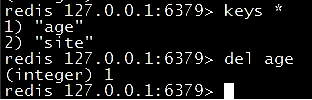 redis 127.0.0.1:6379> keys *
1) "age"
2) "site"
redis 127.0.0.1:6379> del age
(integer) 1
redis 127.0.0.1:6379>